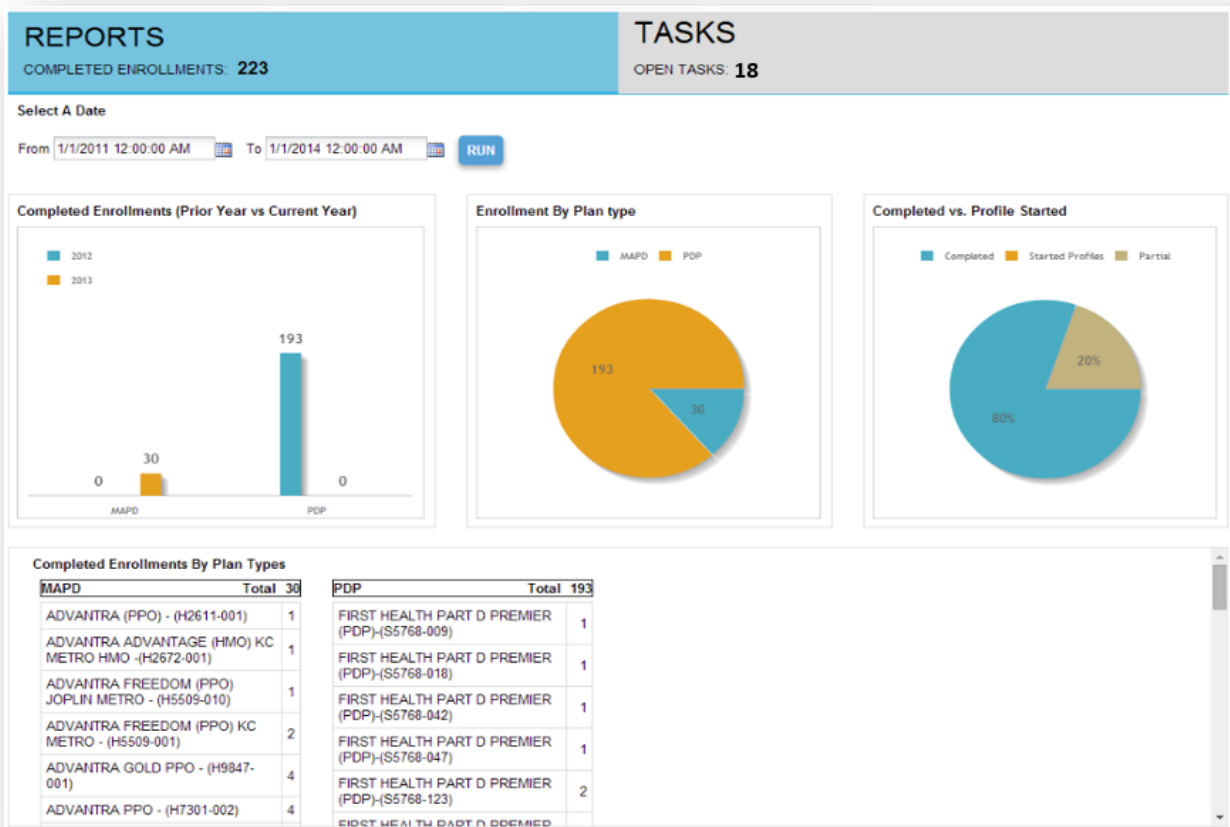 REPORTS
COMPLETED ENROLLMENTS: 223
TASKS
OPEN TASKS: 18
Select A Date
From 1/1/2011 12:00:00 AM To 1/1/2014 12:00:00 AM RUN
Completed Enrollments (Prior Year vs Current Year)
2012
2013
193
30
0
0
MAPD PDP
Enrollment By Plan type
MAPD PDP
193
30
Completed vs. Profile Started
Completed Started Profiles Partial
20%
80%
Completed Enrollments By Plan Types
MAPD Total 30
ADVANTRA (PPO) - (H2611-001) 1
ADVANTRA ADVANTAGE (HMO) KC
METRO HMO -(H2672-001) 1
ADVANTRA FREEDOM (PPO)
JOPLIN METRO - (H5509-010) 1
ADVANTRA FREEDOM (PPO) KC
METRO - (H5509-001) 2
ADVANTRA GOLD PPO - (H9847-
001) 4
ADVANTRA PPO - (H7301-002) 4
PDP Total 193
FIRST HEALTH PART D PREMIER
(PDP)-(S5768-009) 1
FIRST HEALTH PART D PREMIER
(PDP)-(S5768-018) 1
FIRST HEALTH PART D PREMIER
(PDP)-(S5768-042) 1
FIRST HEALTH PART D PREMIER
(PDP)-(S5768-047) 1
FIRST HEALTH PART D PREMIER
(PDP)-(S5768-123) 2
FIRST HEALTH PART D PREMIER